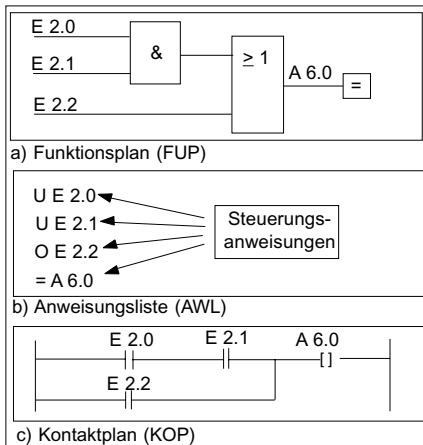 E 2.0
E 2.1
&
E 2.2
≥ 1
A 6.0
=
a) Funktionsplan (FUP)
U E 2.0
U E 2.1
O E 2.2
= A 6.0
Steuerungs-
anweisungen
b) Anweisungsliste (AWL)
E 2.0 E 2.1 A 6.0
[ ]
E 2.2
c) Kontaktplan (KOP)